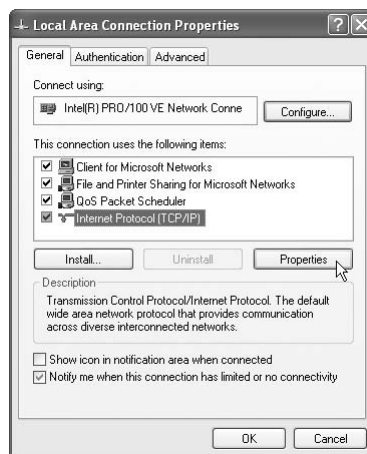 Local Area Connection Properties
General Authentication Advanced
Connect using:
Intel(R) PRO/100 VE Network Conne Configure...
This connection uses the following items:
Client for Microsoft Networks
File and Printer Sharing for Microsoft Networks
QoS Packet Scheduler
Internet Protocol (TCP/IP)
Install... Uninstall Properties
Description
Transmission Control Protocol/Internet Protocol. The default
wide area network protocol that provides communication
across diverse interconnected networks.
Show icon in notification area when connected
Notify me when this connection has limited or no connectivity
OK Cancel